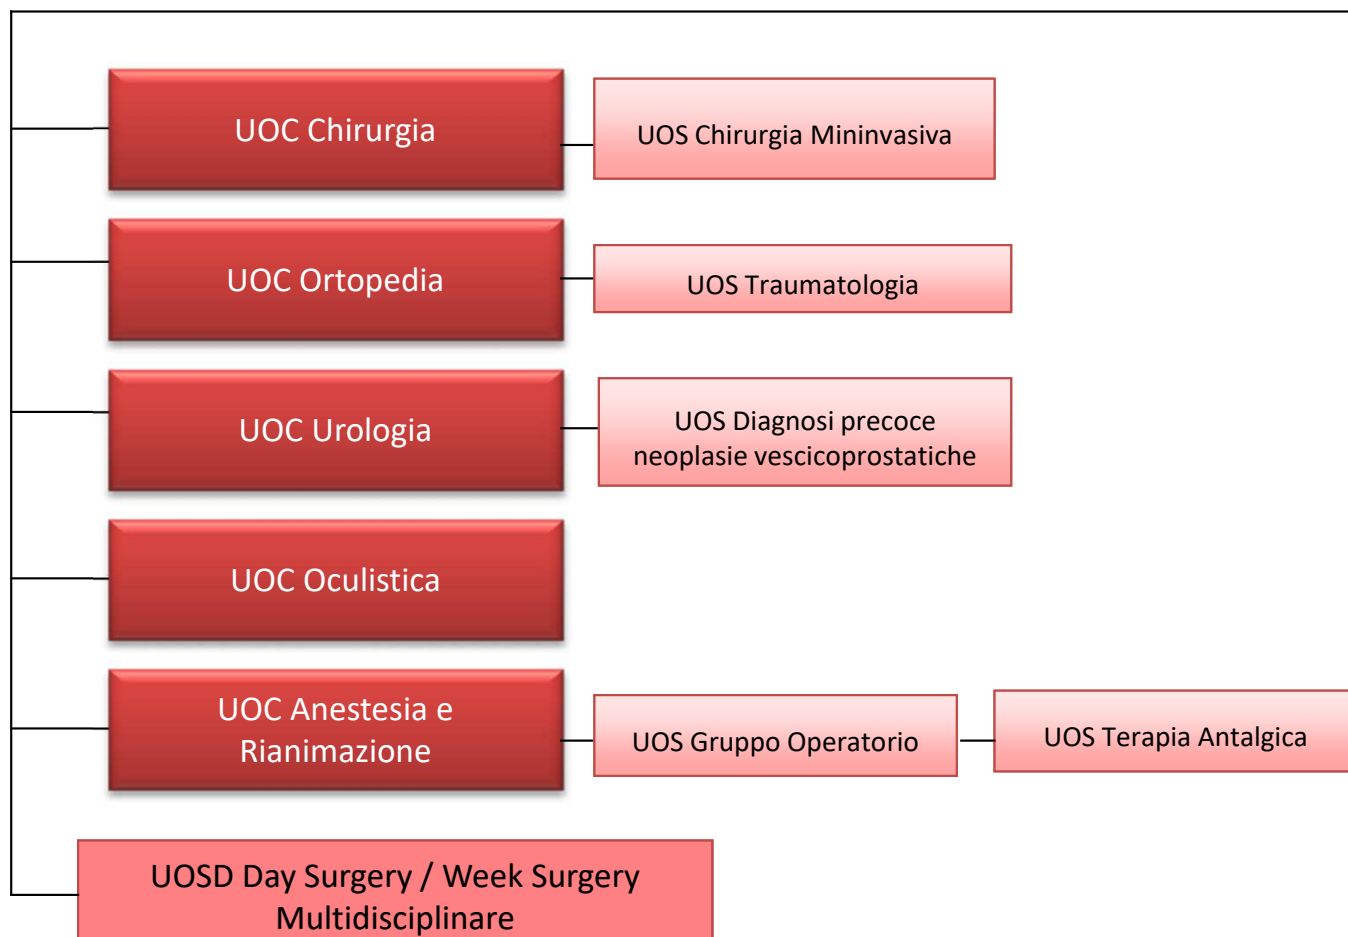 UOC Chirurgia
UOS Chirurgia Mininvasiva
UOC Ortopedia
UOS Traumatologia
UOC Urologia
UOS Diagnosi precoce
neoplasie vescicoprostatiche
UOC Oculistica
UOC Anestesia e
Rianimazione
UOS Gruppo Operatorio
UOS Terapia Antalgica
UOSD Day Surgery / Week Surgery
Multidisciplinare